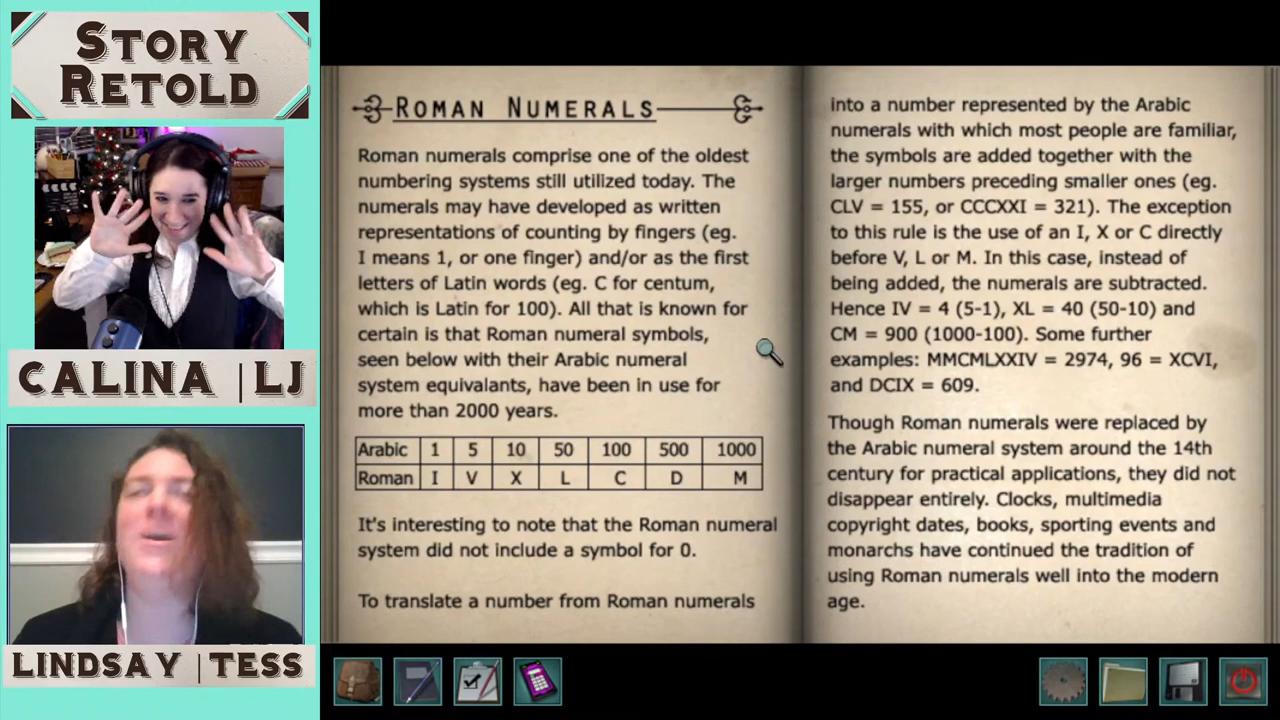 STORY
RETOLD
CALINA | LJ
LINDSAY | TESS
ROMAN NUMERALS
Roman numerals comprise one of the oldest
numbering systems still utilized today. The
numerals may have developed as written
representations of counting by fingers (eg.
I means 1, or one finger) and/or as the first
letters of Latin words (eg. C for centum,
which is Latin for 100). All that is known for
certain is that Roman numeral symbols,
seen below with their Arabic numeral
system equivalants, have been in use for
more than 2000 years.
Arabic 1 5 10 50 100 500 1000
Roman I V X L C D M
It's interesting to note that the Roman numeral
system did not include a symbol for 0.
To translate a number from Roman numerals
into a number represented by the Arabic
numerals with which most people are familiar,
the symbols are added together with the
larger numbers preceding smaller ones (eg.
CLV = 155, or CCCXXI = 321). The exception
to this rule is the use of an I, X or C directly
before V, L or M. In this case, instead of
being added, the numerals are subtracted.
Hence IV = 4 (5-1), XL = 40 (50-10) and
CM = 900 (1000-100). Some further
examples: MMCMLXXIV = 2974, 96 = XCVI,
and DCIX = 609.
Though Roman numerals were replaced by
the Arabic numeral system around the 14th
century for practical applications, they did not
disappear entirely. Clocks, multimedia
copyright dates, books, sporting events and
monarchs have continued the tradition of
using Roman numerals well into the modern
age.